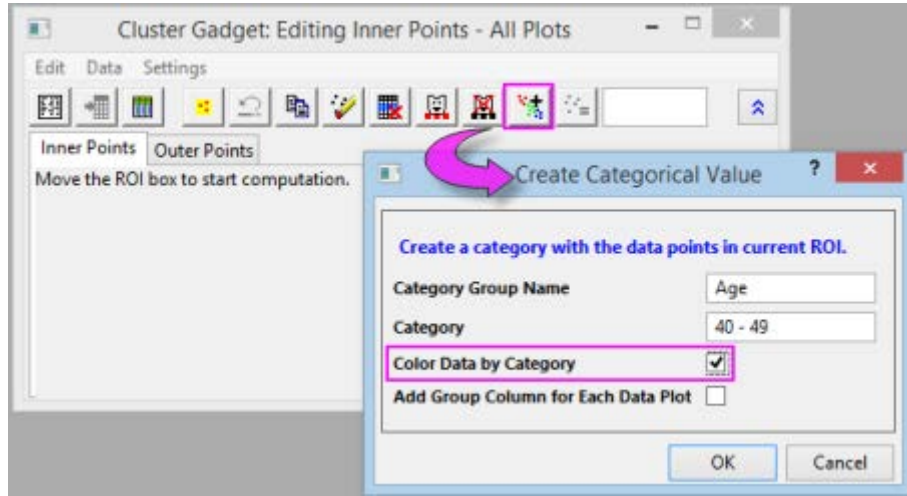 Cluster Gadget: Editing Inner Points - All Plots
Edit Data Settings
Inner Points Outer Points
Move the ROI box to start computation.
Create Categorical Value ?
Create a category with the data points in current ROI.
Category Group Name Age
Category 40 - 49
Color Data by Category
Add Group Column for Each Data Plot
OK Cancel